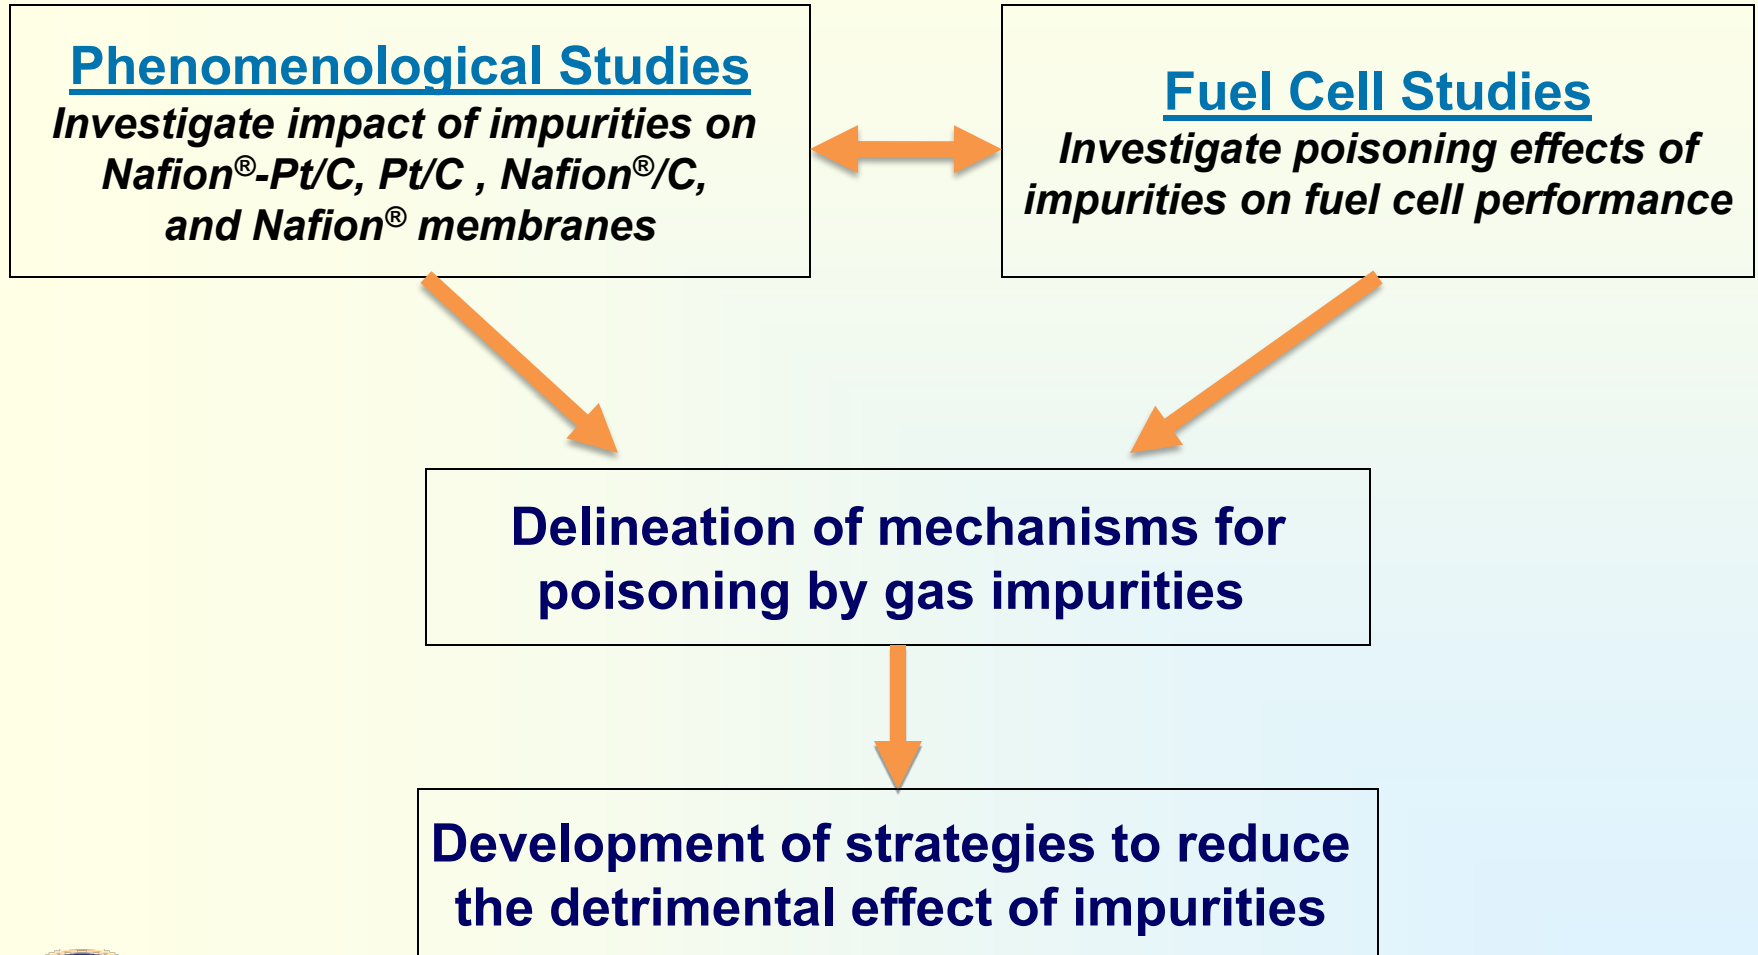 Phenomenological Studies
Investigate impact of impurities on
Nafion®-Pt/C, Pt/C , Nafion®/C,
and Nafion® membranes
Fuel Cell Studies
Investigate poisoning effects of
impurities on fuel cell performance
Delineation of mechanisms for
poisoning by gas impurities
Development of strategies to reduce
the detrimental effect of impurities